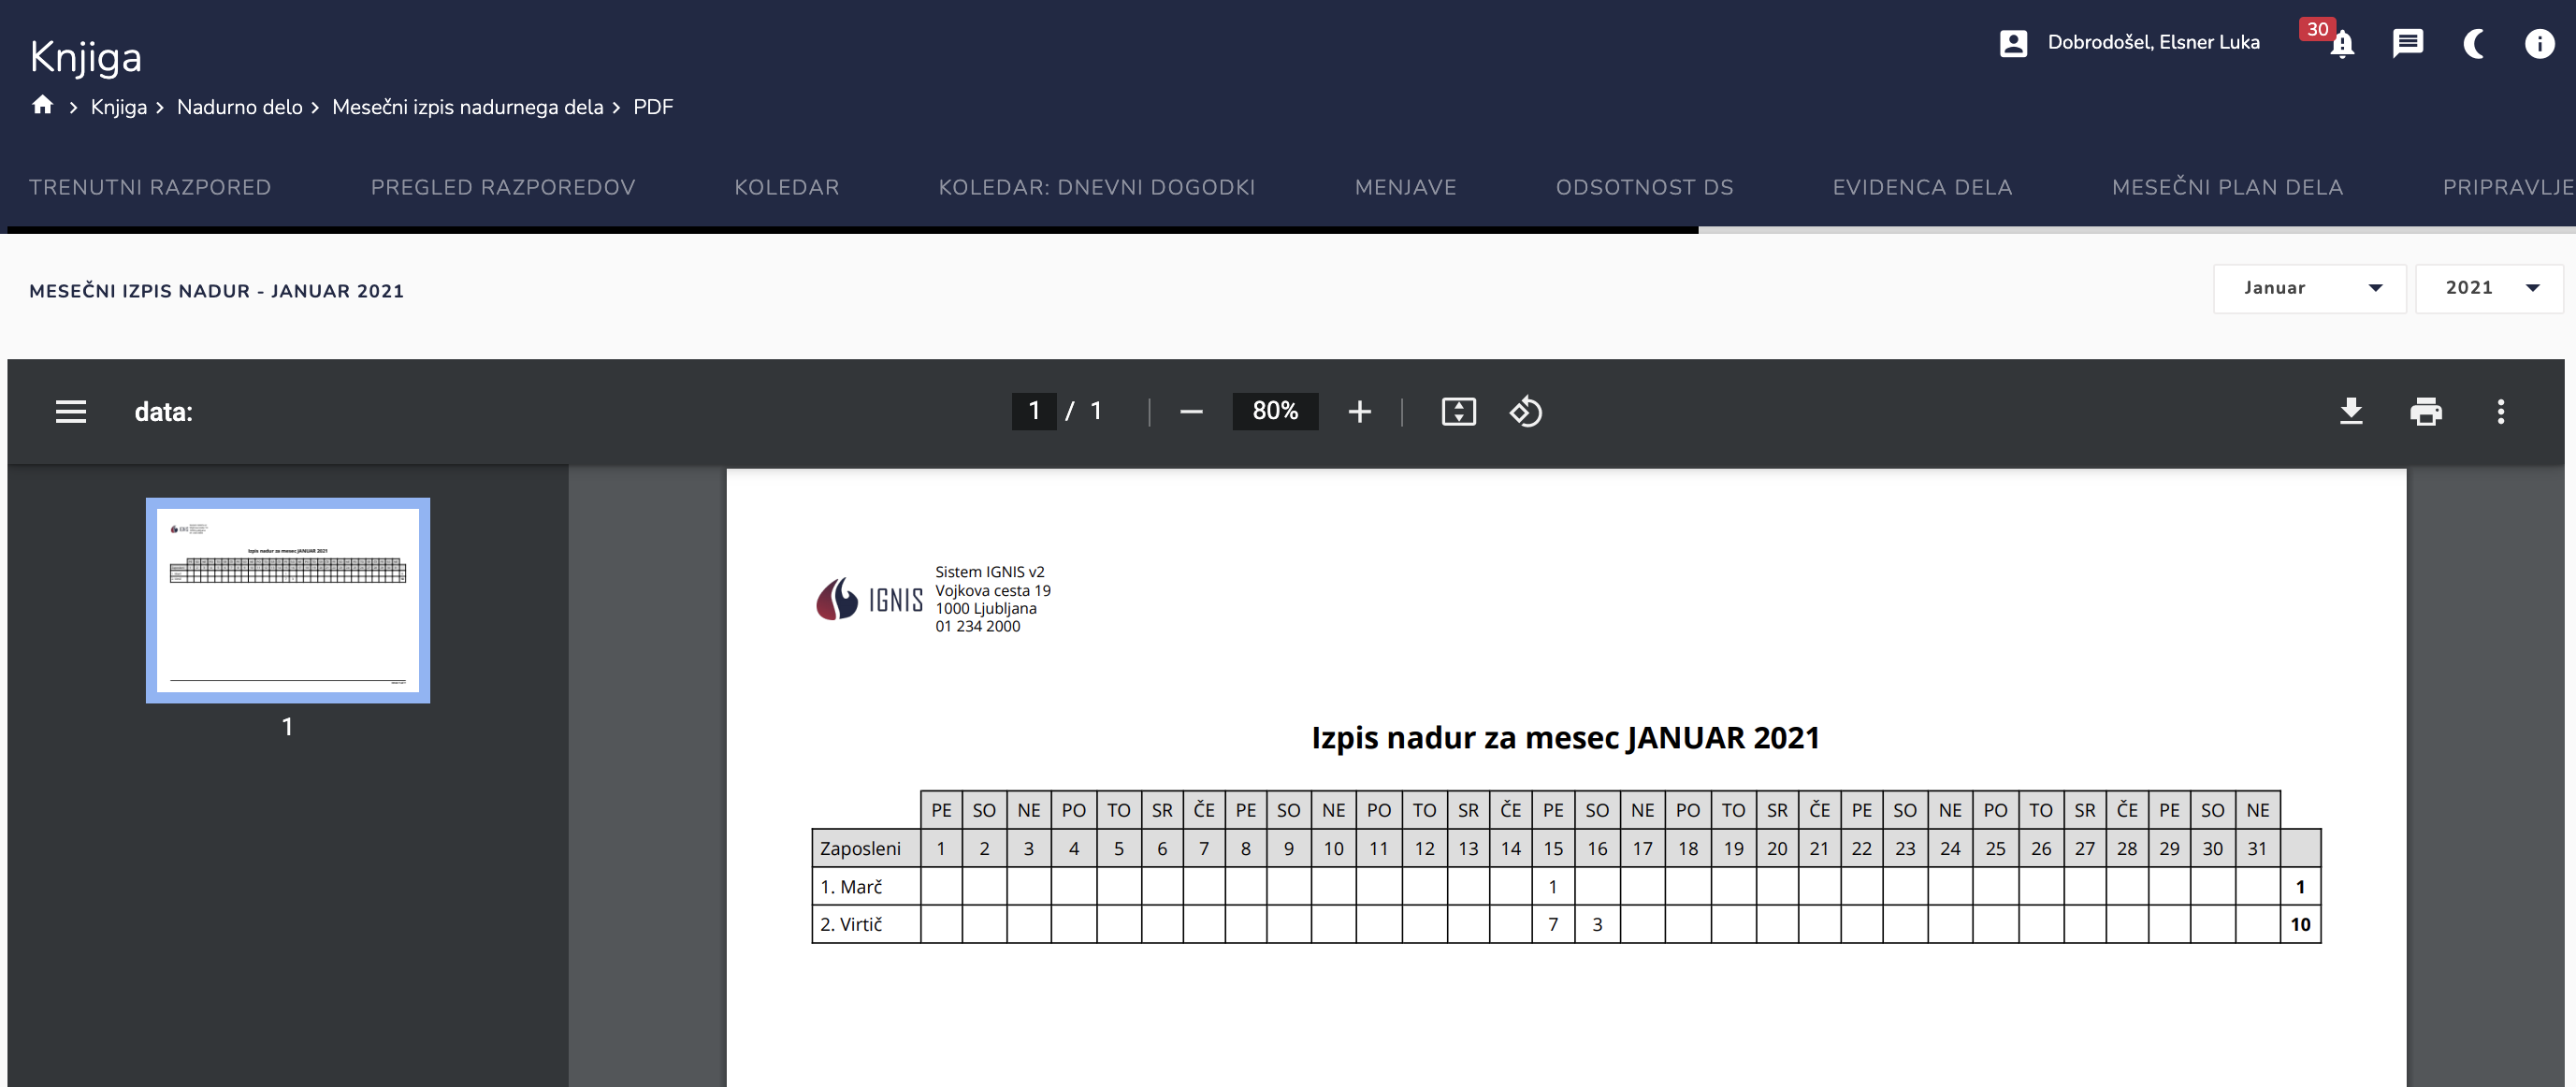 Knjiga
Dobrodošel, Elsner Luka
30
Knjiga > Nadurno delo > Mesečni izpis nadurnega dela > PDF
TRENUTNI RAZPORED PREGLED RAZPOREDOV KOLEDAR KOLEDAR: DNEVNI DOGODKI MENJAVE ODSOTNOST DS EVIDENCA DELA MESEČNI PLAN DELA PRIPRAVLJE
MESEČNI IZPIS NADUR - JANUAR 2021
Januar 2021
data:
1 / 1
80%
Izpis nadur za mesec JANUAR 2021
1
IGNIS
Sistem IGNIS v2
Vojkova cesta 19
1000 Ljubljana
01 234 2000
Izpis nadur za mesec JANUAR 2021
PE SO NE PO TO SR ČE PE SO NE PO TO SR ČE PE SO NE PO TO SR ČE PE SO NE PO TO SR ČE PE SO NE
Zaposleni 1 2 3 4 5 6 7 8 9 10 11 12 13 14 15 16 17 18 19 20 21 22 23 24 25 26 27 28 29 30 31
1. Marč 1 1
2. Virtič 7 3 10